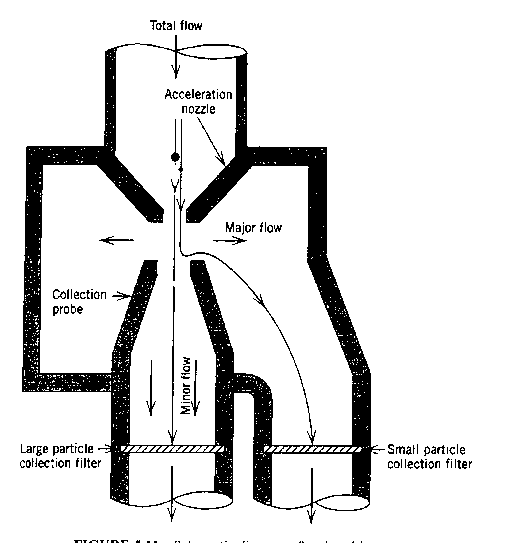 Total flow
Acceleration
nozzle
Major flow
Collection
probe
Minor flow
Large particle
collection filter
Small particle
collection filter